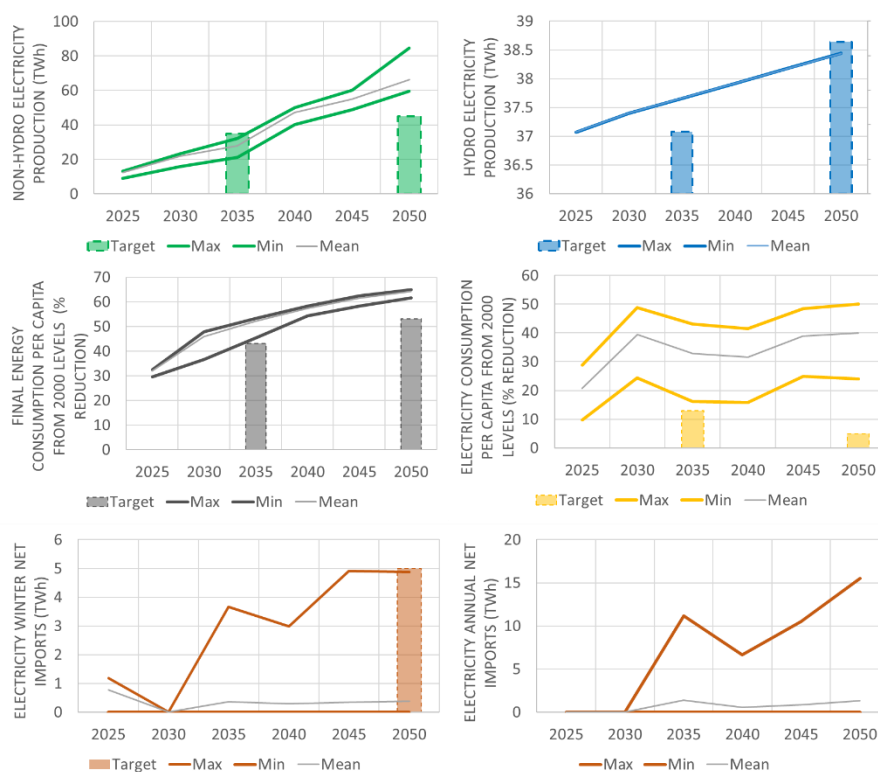 NON-HYDRO ELECTRICITY
PRODUCTION (TWh)
100
80
60
40
20
0
2025 2030 2035 2040 2045 2050
Target Max Min Mean
HYDRO ELECTRICITY
PRODUCTION (TWh)
39
38.5
38
37.5
37
36.5
36
2025 2030 2035 2040 2045 2050
Target Max Min Mean
FINAL ENERGY
CONSUMPTION PER CAPITA
FROM 2000 LEVELS (%
REDUCTION)
70
60
50
40
30
20
10
0
2025 2030 2035 2040 2045 2050
Target Max Min Mean
ELECTRICITY CONSUMPTION
PER CAPITA FROM 2000
LEVELS (% REDUCTION)
60
50
40
30
20
10
0
2025 2030 2035 2040 2045 2050
Target Max Min Mean
ELECTRICITY WINTER NET
IMPORTS (TWh)
6
5
4
3
2
1
0
2025 2030 2035 2040 2045 2050
Target Max Min Mean
ELECTRICITY ANNUAL NET
IMPORTS (TWh)
20
15
10
5
0
2025 2030 2035 2040 2045 2050
Max Min Mean